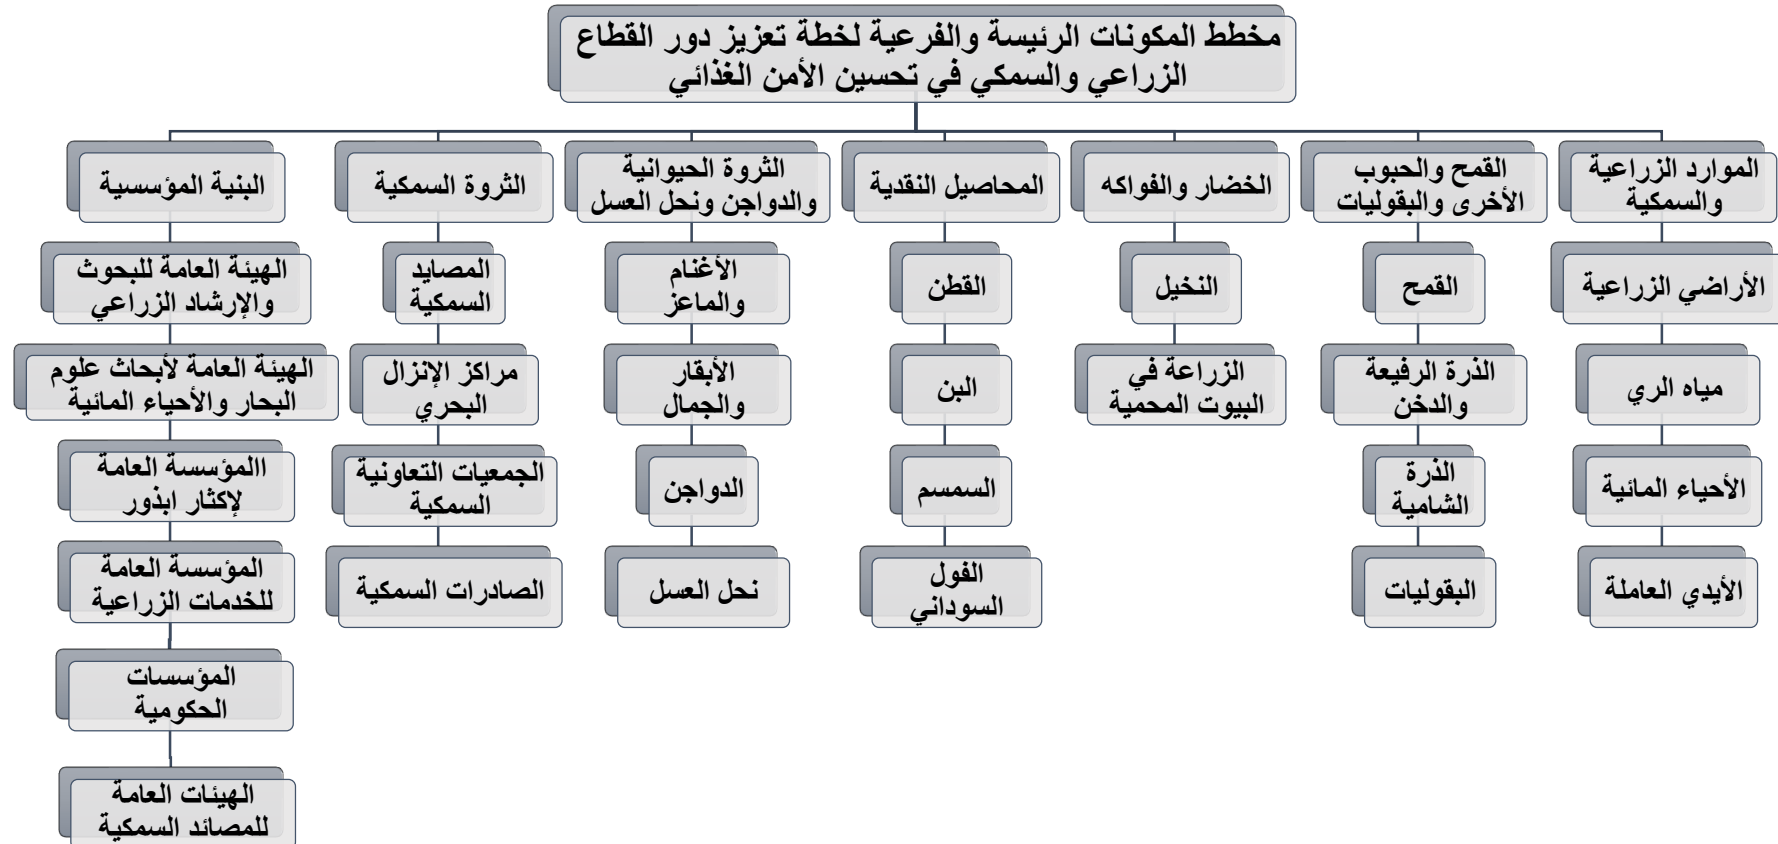 مخطط المكونات الرئيسة والفرعية لخطة تعزيز دور القطاع
الزراعي والسمكي في تحسين الأمن الغذائي
الموارد الزراعية
والسمكية
الأراضي الزراعية
مياه الري
الأحياء المائية
الأيدي العاملة
القمح والحبوب
الأخرى والبقوليات
القمح
الذرة الرفيعة
والدخن
الذرة
الشامية
البقوليات
الخضار والفواكه
النخيل
الزراعة في
البيوت المحمية
المحاصيل النقدية
القطن
البن
السمسم
الفول
السوداني
الثروة الحيوانية
والدواجن ونحل العسل
الأغنام
والماعز
الأبقار
والجمال
الدواجن
نحل العسل
الثروة السمكية
المصايد
السمكية
مراكز الإنزال
البحري
الجمعيات التعاونية
السمكية
الصادرات السمكية
البنية المؤسسية
الهيئة العامة للبحوث
والإرشاد الزراعي
الهيئة العامة لأبحاث علوم
البحار والأحياء المائية
االمؤسسة العامة
لإكثار ابذور
المؤسسة العامة
للخدمات الزراعية
المؤسسات
الحكومية
الهيئات العامة
للمصائد السمكية